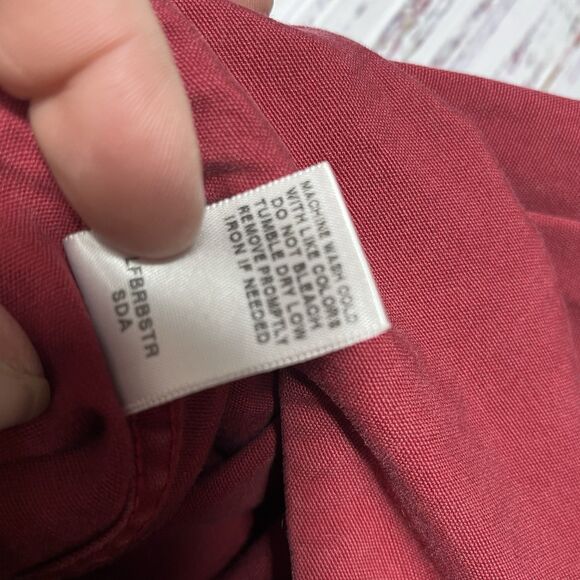 MACHINE WASH COLD
WITH LIKE COLORS
DO NOT BLEACH
TUMBLE DRY LOW
REMOVE PROMPTLY
IRON IF NEEDED
LFBRBSTR
SDA